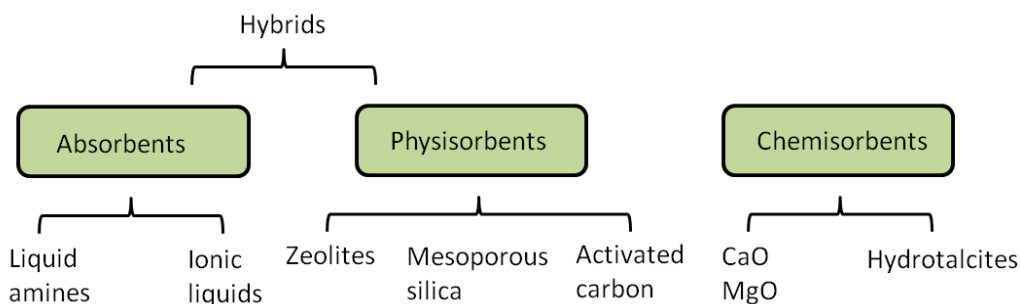 Hybrids
Absorbents
Physisorbents
Chemisorbents
Liquid
amines
Ionic
liquids
Zeolites
Mesoporous
silica
Activated
carbon
CaO
MgO
Hydrotalcites